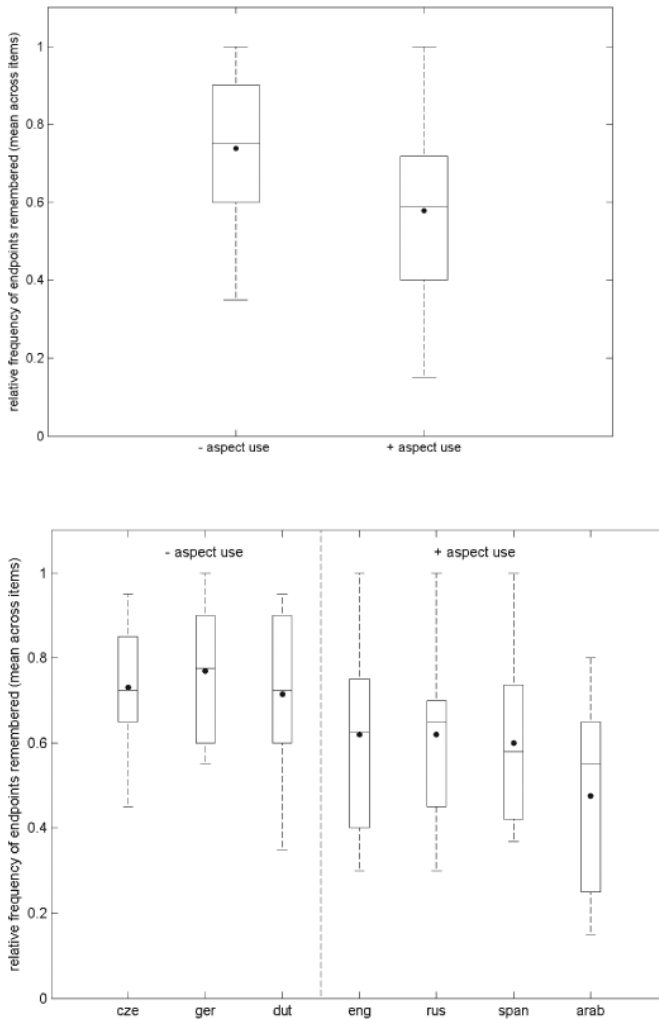 relative frequency of endpoints remembered (mean across items)
1
0.8
0.6
0.4
0.2
0
- aspect use
+ aspect use
relative frequency of endpoints remembered (mean across items)
- aspect use
+ aspect use
1
0.8
0.6
0.4
0.2
0
cze ger dut eng rus span arab